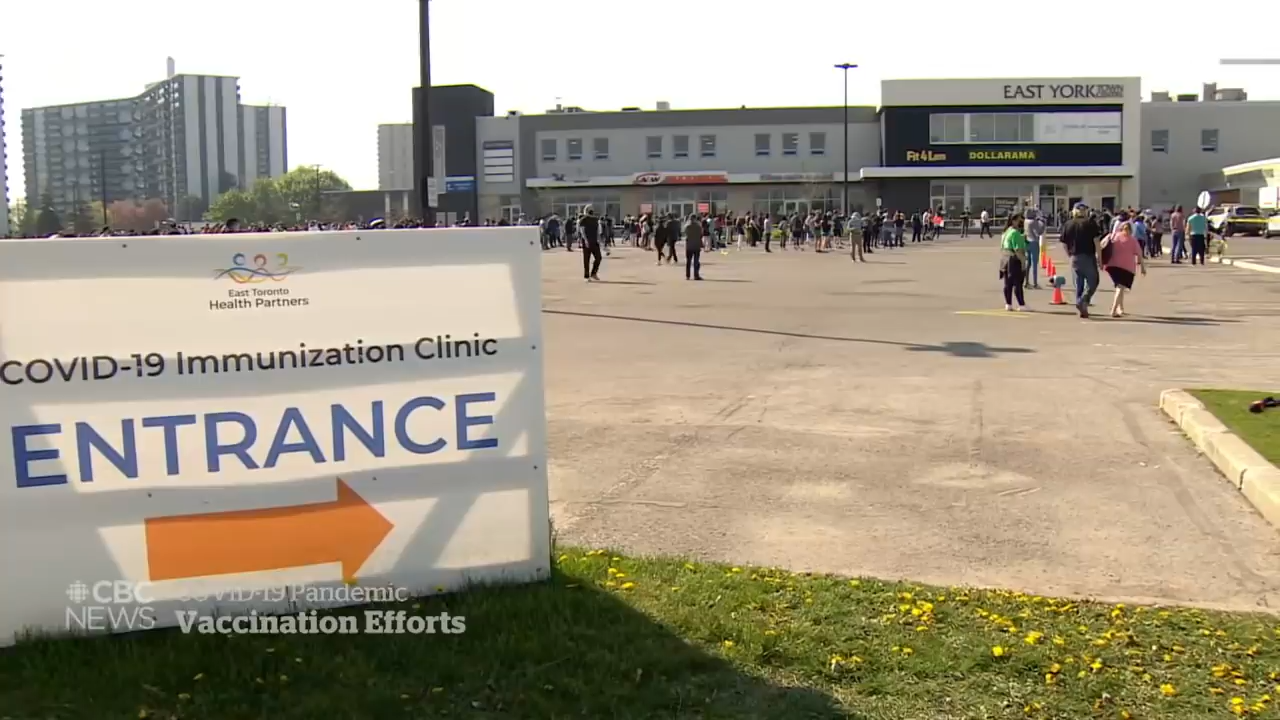 EAST YORK TOWN
Fit4Less
DOLLARAMA
A&W
East Toronto
Health Partners
COVID-19 Immunization Clinic
ENTRANCE
CBC
NEWS
COVID-19 Pandemic
Vaccination Efforts